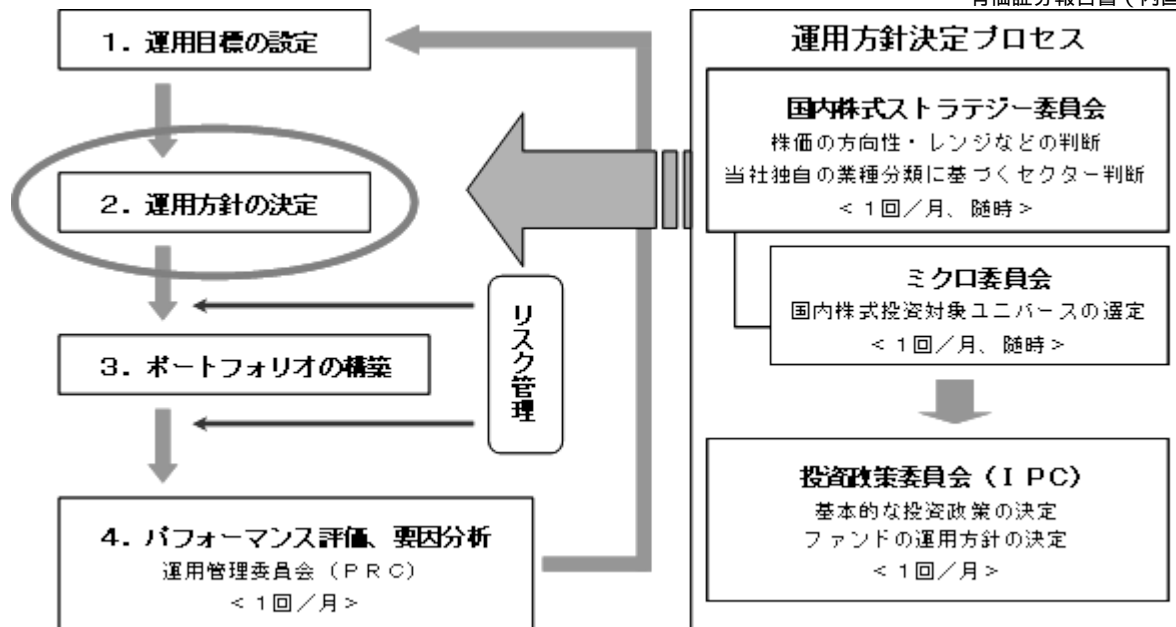 1．運用目標の設定
2．運用方針の決定
3．ポートフォリオの構築
4．パフォーマンス評価、要因分析
運用管理委員会（ＰＲＣ）
＜1回／月＞
リスク管理
運用方針決定プロセス
国内株式ストラテジー委員会
株価の方向性・レンジなどの判断
当社独自の業種分類に基づくセクター判断
＜1回／月、随時＞
ミクロ委員会
国内株式投資対象ユニバースの選定
＜1回／月、随時＞
投資政策委員会（ＩＰＣ）
基本的な投資政策の決定
ファンドの運用方針の決定
＜1回／月＞